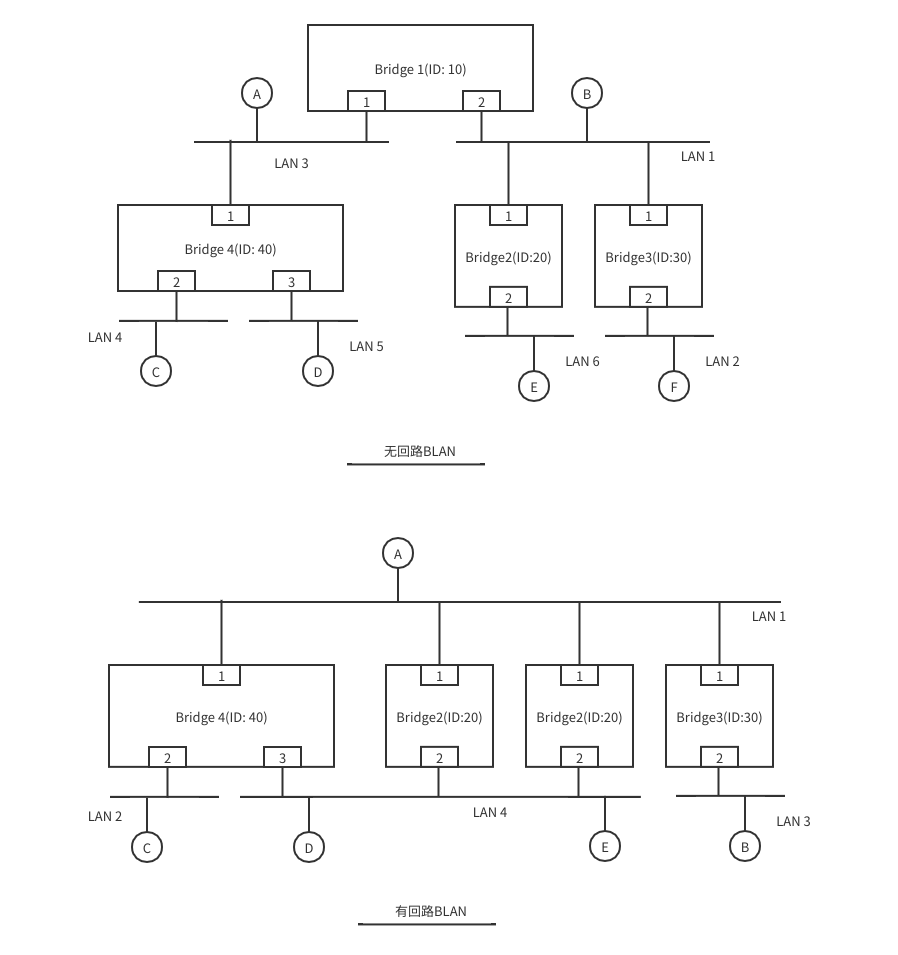 Bridge 1(ID: 10)
A
B
1
2
LAN 3
LAN 1
1
1
1
Bridge 4(ID: 40)
Bridge2(ID:20)
Bridge3(ID:30)
2
3
2
2
LAN 4
LAN 5
LAN 6
LAN 2
C
D
E
F
无回路BLAN
A
LAN 1
1
1
1
1
Bridge 4(ID: 40)
Bridge2(ID:20)
Bridge2(ID:20)
Bridge3(ID:30)
2
3
2
2
2
LAN 2
LAN 4
LAN 3
C
D
E
B
有回路BLAN